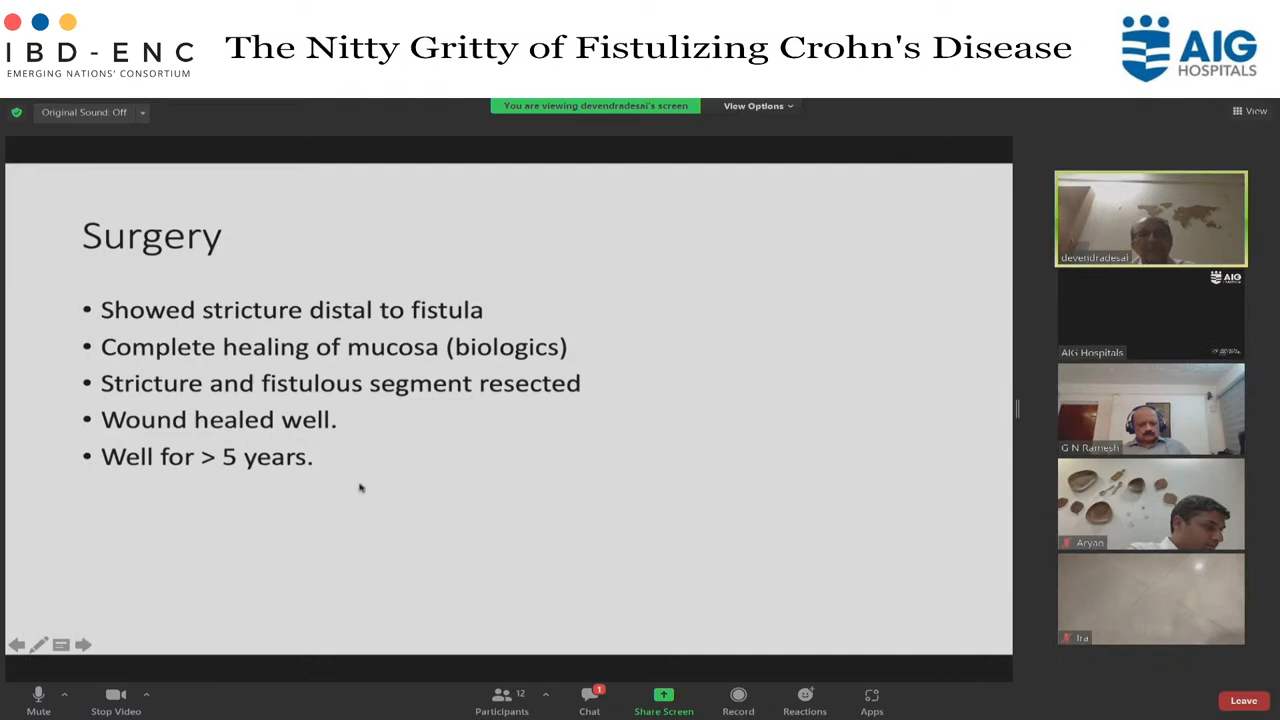 IBD-ENC
EMERGING NATIONS' CONSORTIUM
The Nitty Gritty of Fistulizing Crohn's Disease
AIG
HOSPITALS
Original Sound: Off
You are viewing devendradesai's screen
View Options
View
Surgery
• Showed stricture distal to fistula
• Complete healing of mucosa (biologics)
• Stricture and fistulous segment resected
• Wound healed well.
• Well for > 5 years.
devendradesai
AIG
AIG Hospitals
G N Ramesh
Aryan
Ira
Mute
Stop Video
12
Participants
1
Chat
Share Screen
Record
Reactions
Apps
Leave